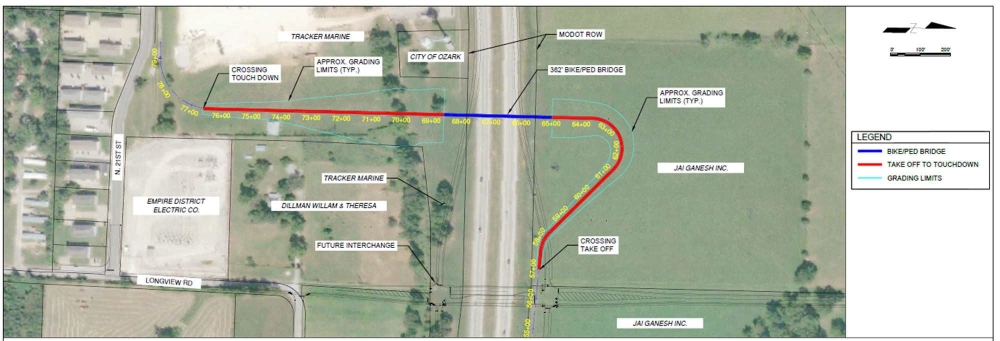 TRACKER MARINE
CITY OF OZARK
MODOT ROW
0' 100' 200'
79+00
CROSSING
TOUCH DOWN
APPROX. GRADING
LIMITS (TYP.)
362' BIKE/PED BRIDGE
APPROX. GRADING
LIMITS (TYP.)
78+00
77+00
76+00
75+00
74+00
73+00
72+00
71+00
70+00
69+00
68+00
67+00
66+00
65+00
64+00
63+00
62+00
61+00
60+00
59+00
58+00
57+00
56+00
55+00
N. 21ST ST
JAI GANESH INC.
TRACKER MARINE
EMPIRE DISTRICT
ELECTRIC CO.
DILLMAN WILLAM & THERESA
FUTURE INTERCHANGE
CROSSING
TAKE OFF
LONGVIEW RD
JAI GANESH INC.
Z
LEGEND
BIKE/PED BRIDGE
TAKE OFF TO TOUCHDOWN
GRADING LIMITS